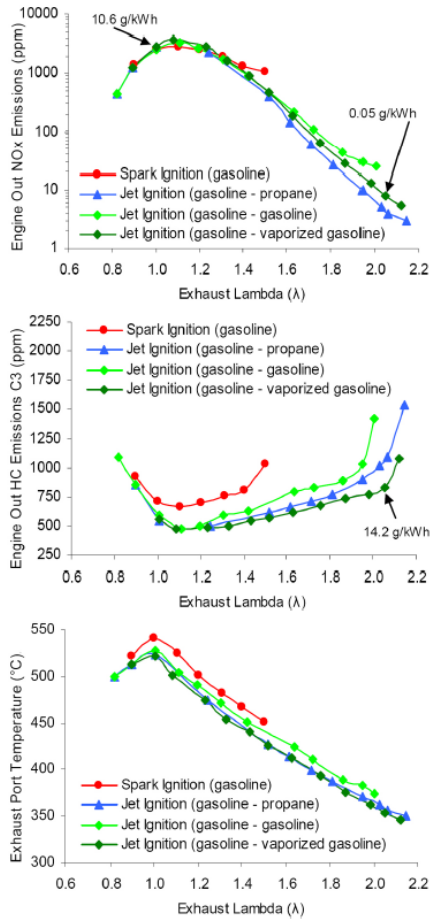 Engine Out NOx Emissions (ppm)
10000
1000
100
10
1
10.6 g/kWh
0.05 g/kWh
Spark Ignition (gasoline)
Jet Ignition (gasoline - propane)
Jet Ignition (gasoline - gasoline)
Jet Ignition (gasoline - vaporized gasoline)
0.6 0.8 1.0 1.2 1.4 1.6 1.8 2.0 2.2
Exhaust Lambda (λ)
Engine Out HC Emissions C3 (ppm)
2250
2000
1750
1500
1250
1000
750
500
250
Spark Ignition (gasoline)
Jet Ignition (gasoline - propane)
Jet Ignition (gasoline - gasoline)
Jet Ignition (gasoline - vaporized gasoline)
14.2 g/kWh
0.6 0.8 1.0 1.2 1.4 1.6 1.8 2.0 2.2
Exhaust Lambda (λ)
Exhaust Port Temperature (°C)
550
500
450
400
350
300
Spark Ignition (gasoline)
Jet Ignition (gasoline - propane)
Jet Ignition (gasoline - gasoline)
Jet Ignition (gasoline - vaporized gasoline)
0.6 0.8 1.0 1.2 1.4 1.6 1.8 2.0 2.2
Exhaust Lambda (λ)